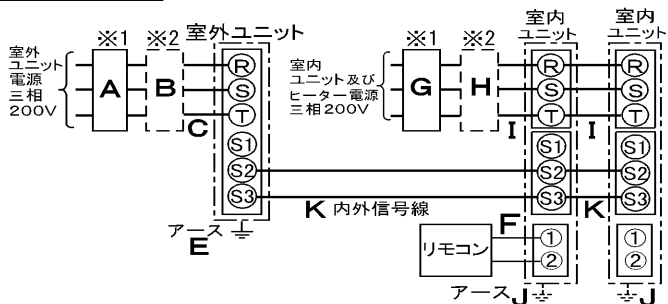 ※1 ※2 室外ユニット
室外
ユニット
電源
三相
200V
A B C
R
S
T
S1
S2
S3
アース
E
K 内外信号線
※1 ※2
室内
ユニット及び
ヒーター電源
三相200V
G H
室内
ユニット
R
S
T
S1
S2
S3
①
②
I I
K
F
リモコン
アース J
室内
ユニット
R
S
T
S1
S2
S3
①
②
J